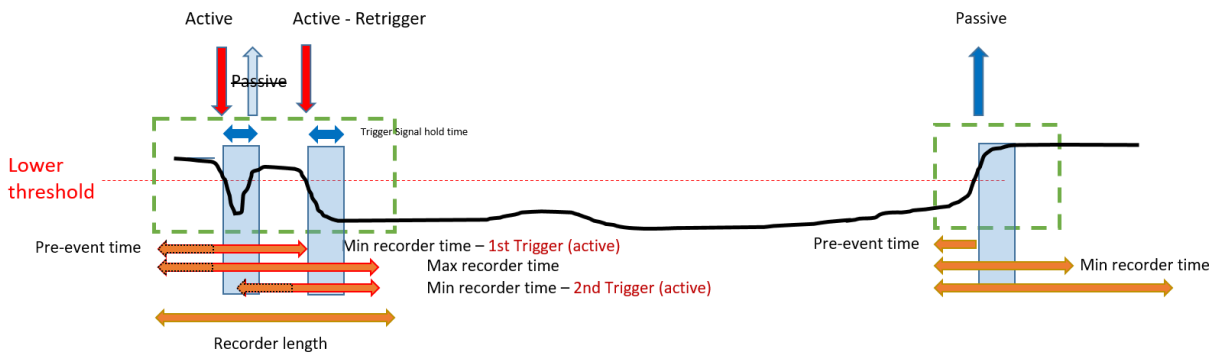 Active
Active - Retrigger
Passive
Passive
Trigger Signal hold time
Lower
threshold
Pre-event time
Min recorder time – 1st Trigger (active)
Pre-event time
Max recorder time
Min recorder time
Min recorder time – 2nd Trigger (active)
Recorder length